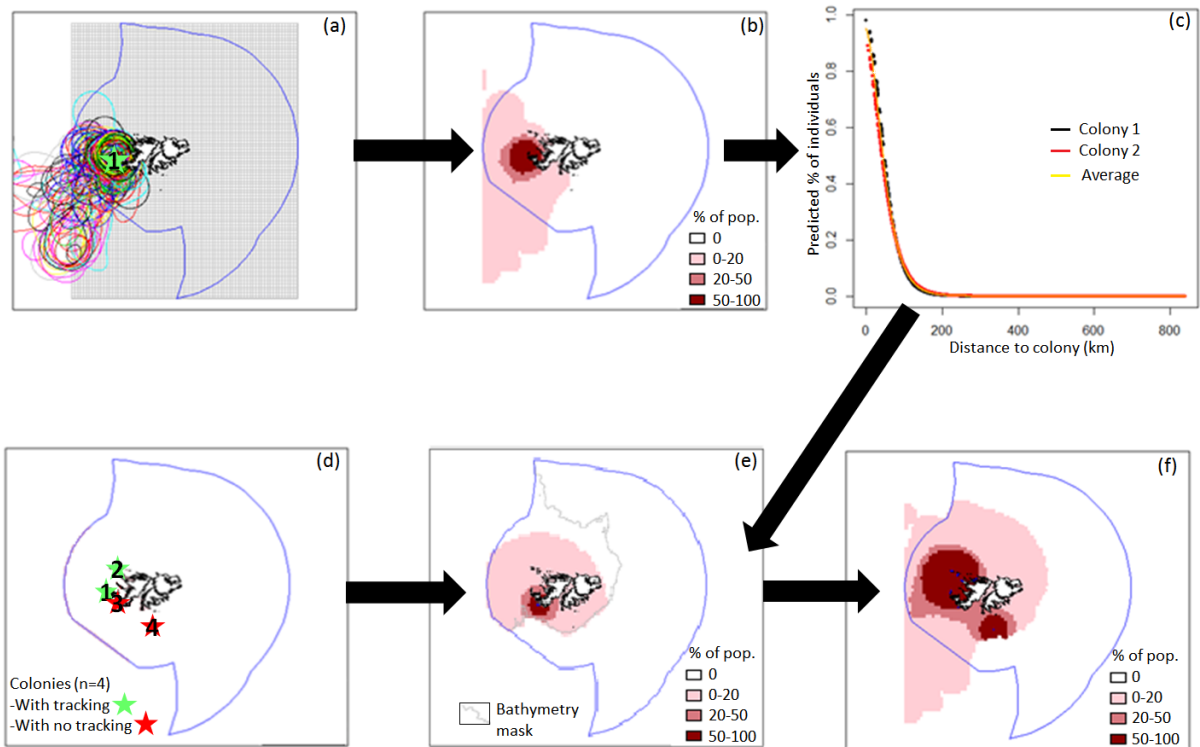 (a)
1
(b)
% of pop.
0
0-20
20-50
50-100
(c)
Predicted % of individuals
1.0
0.8
0.6
0.4
0.2
0.0
Colony 1
Colony 2
Average
0 200 400 600 800
Distance to colony (km)
(d)
2
1
3
4
Colonies (n=4)
-With tracking
-With no tracking
(e)
Bathymetry
mask
% of pop.
0
0-20
20-50
50-100
(f)
% of pop.
0
0-20
20-50
50-100